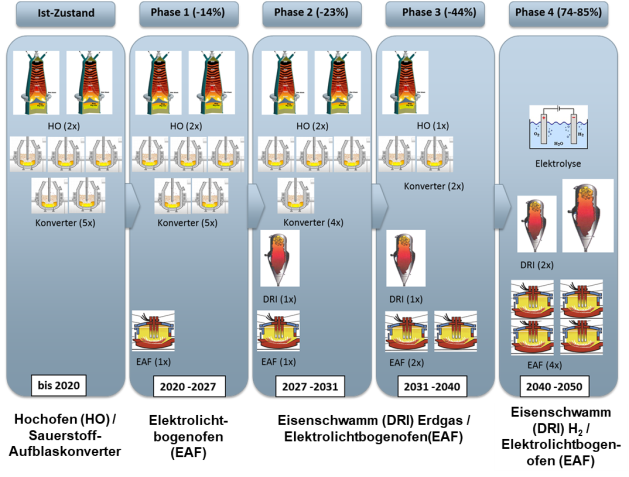 Ist-Zustand
Phase 1 (-14%)
Phase 2 (-23%)
Phase 3 (-44%)
Phase 4 (74-85%)
HO (2x)
HO (2x)
HO (2x)
HO (1x)
O₂
H₂O
H₂
Elektrolyse
Konverter (2x)
Konverter (5x)
Konverter (5x)
Konverter (4x)
DRI (2x)
DRI (1x)
DRI (1x)
EAF (1x)
EAF (1x)
EAF (2x)
EAF (4x)
bis 2020
2020 -2027
2027 -2031
2031 -2040
2040 -2050
Hochofen (HO) /
Sauerstoff-
Aufblaskonverter
Elektrolicht-
bogenofen
(EAF)
Eisenschwamm (DRI) Erdgas /
Elektrolichtbogenofen(EAF)
Eisenschwamm
(DRI) H₂ /
Elektrolichtbogen-
ofen (EAF)